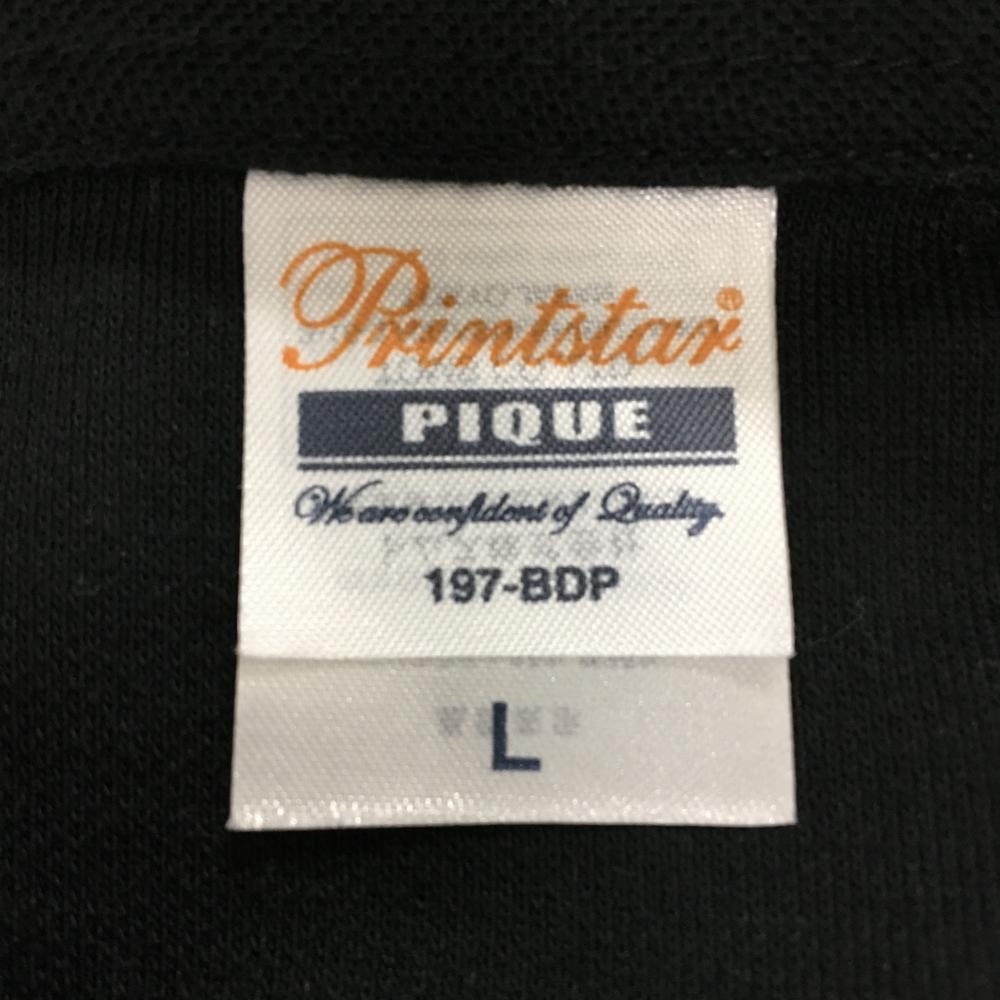 Printstar®
PIQUE
We are confident of Quality.
197-BDP
L